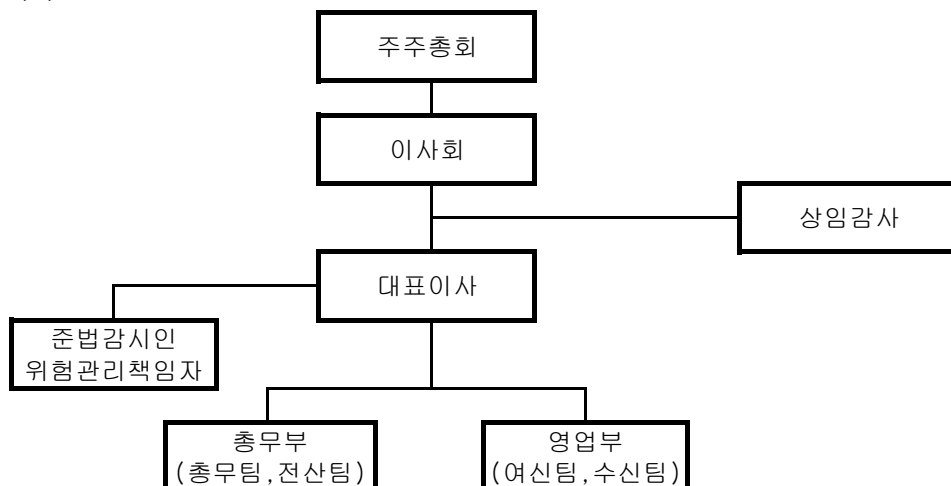 주주총회
이사회
상임감사
대표이사
준법감시인
위험관리책임자
총무부
(총무팀,전산팀)
영업부
(여신팀,수신팀)